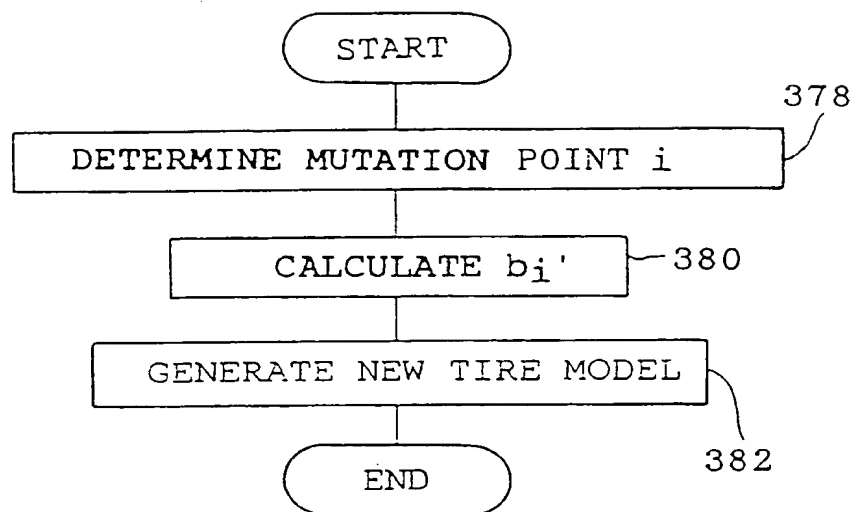 START
378
DETERMINE MUTATION POINT i
CALCULATE bi'
380
GENERATE NEW TIRE MODEL
382
END